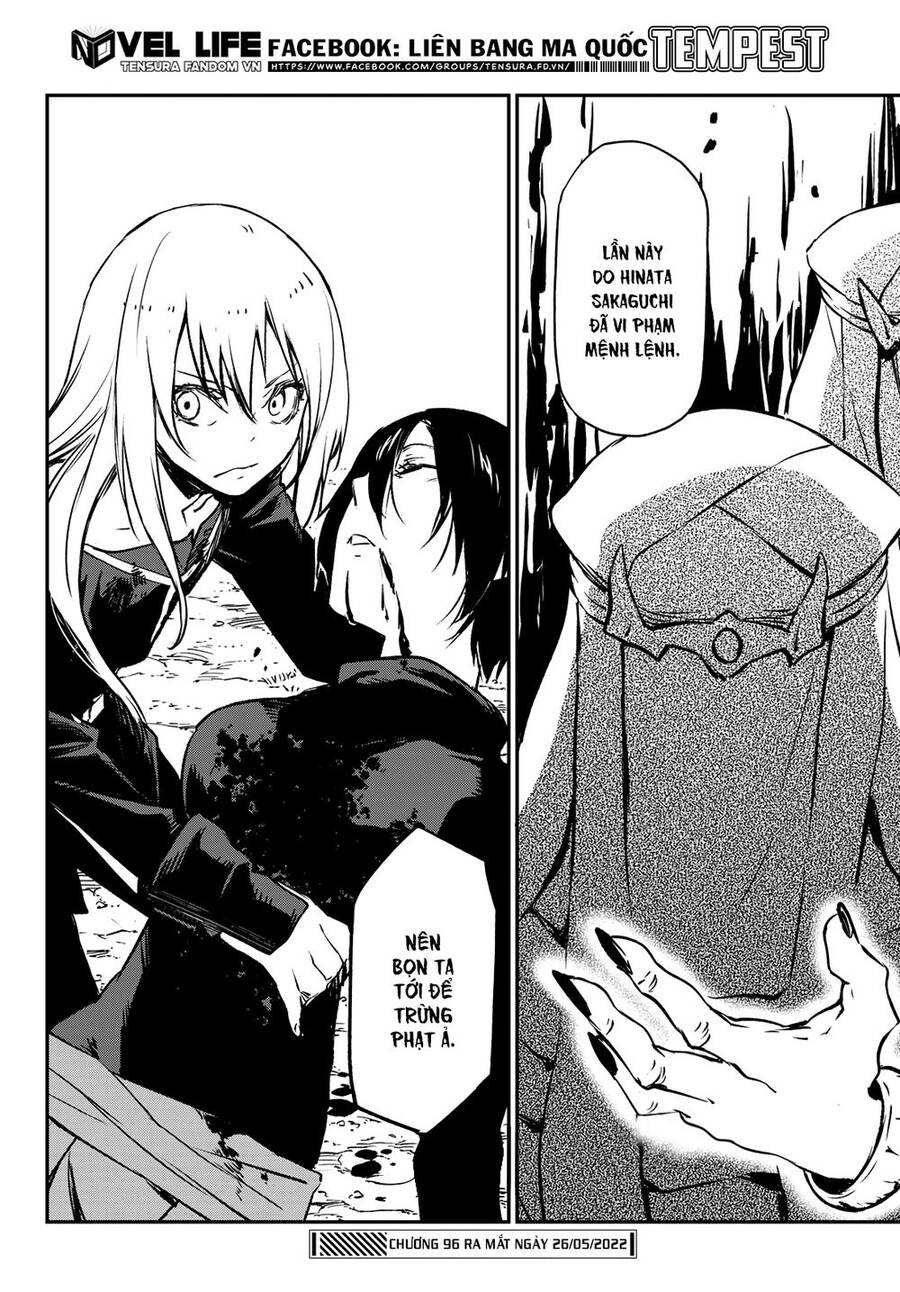 NOVEL LIFE
TENSURA FANDOM VN
FACEBOOK: LIÊN BANG MA QUỐC
HTTPS://WWW.FACEBOOK.COM/GROUPS/TENSURA.FD.VN/
TEMPEST
LẦN NÀY
DO HINATA
SAKAGUCHI
ĐÃ VI PHẠM
MỆNH LỆNH.
NÊN
BỌN TA
TỚI ĐỂ
TRỪNG
PHẠT Ả.
CHƯƠNG 96 RA MẮT NGÀY 26/05/2022